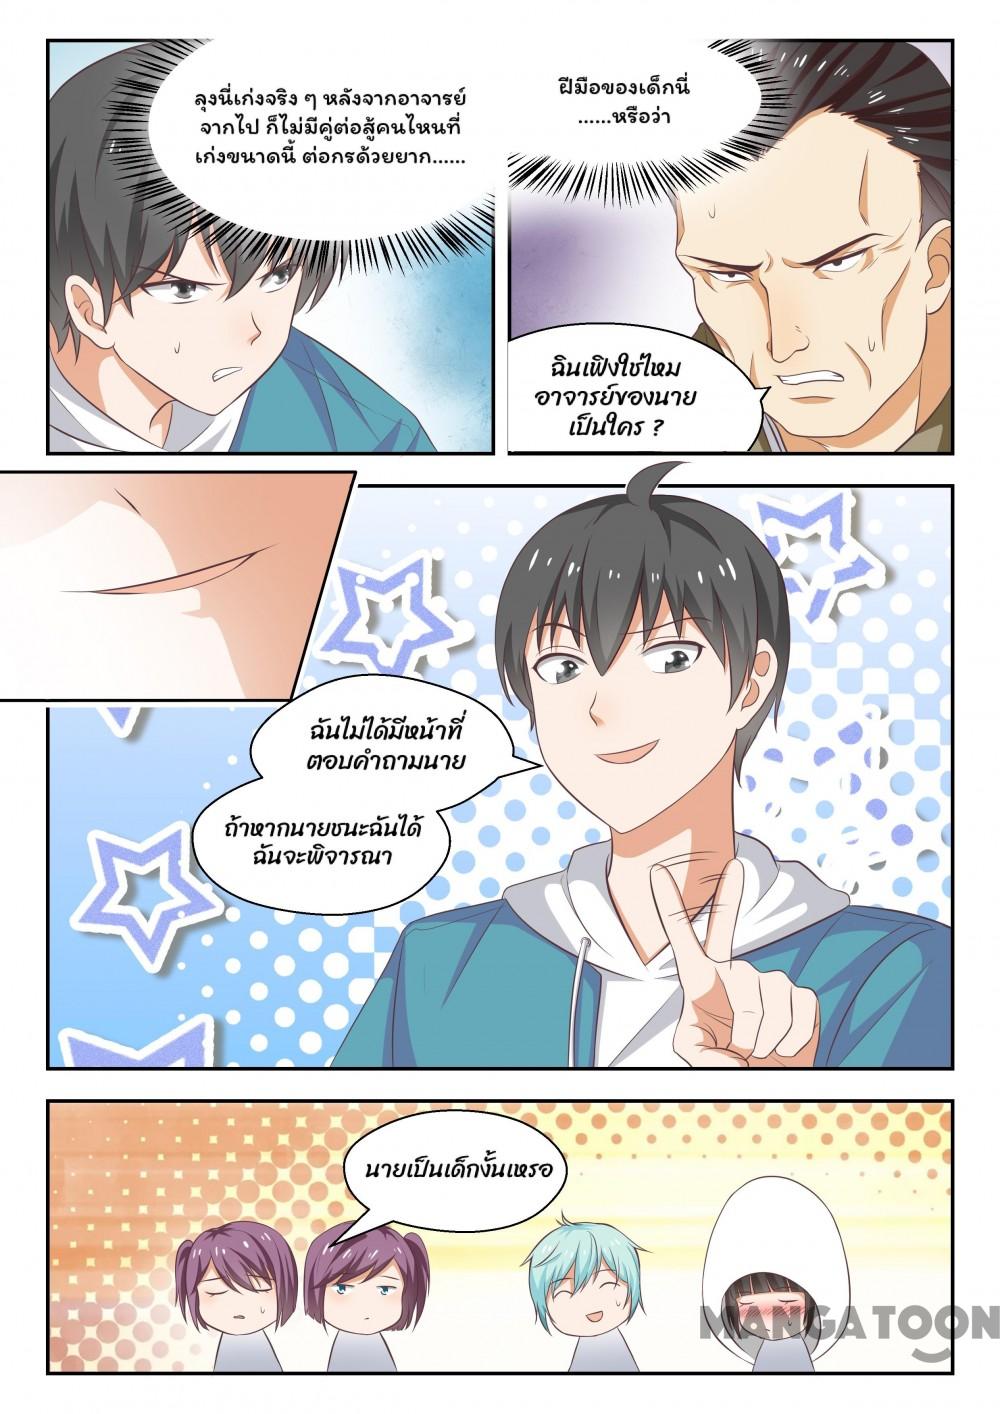 ลุงนี่เก่งจริง ๆ หลังจากอาจารย์
จากไป ก็ไม่มีคู่ต่อสู้คนไหนที่
เก่งขนาดนี้ ต่อกรด้วยยาก......
ฝีมือของเด็กนี่
......หรือว่า
ฉินเฟิงใช่ไหม
อาจารย์ของนาย
เป็นใคร ?
ฉันไม่ได้มีหน้าที่
ตอบคำถามนาย
ถ้าหากนายชนะฉันได้
ฉันจะพิจารณา
นายเป็นเด็กงั้นเหรอ
MANGATOON